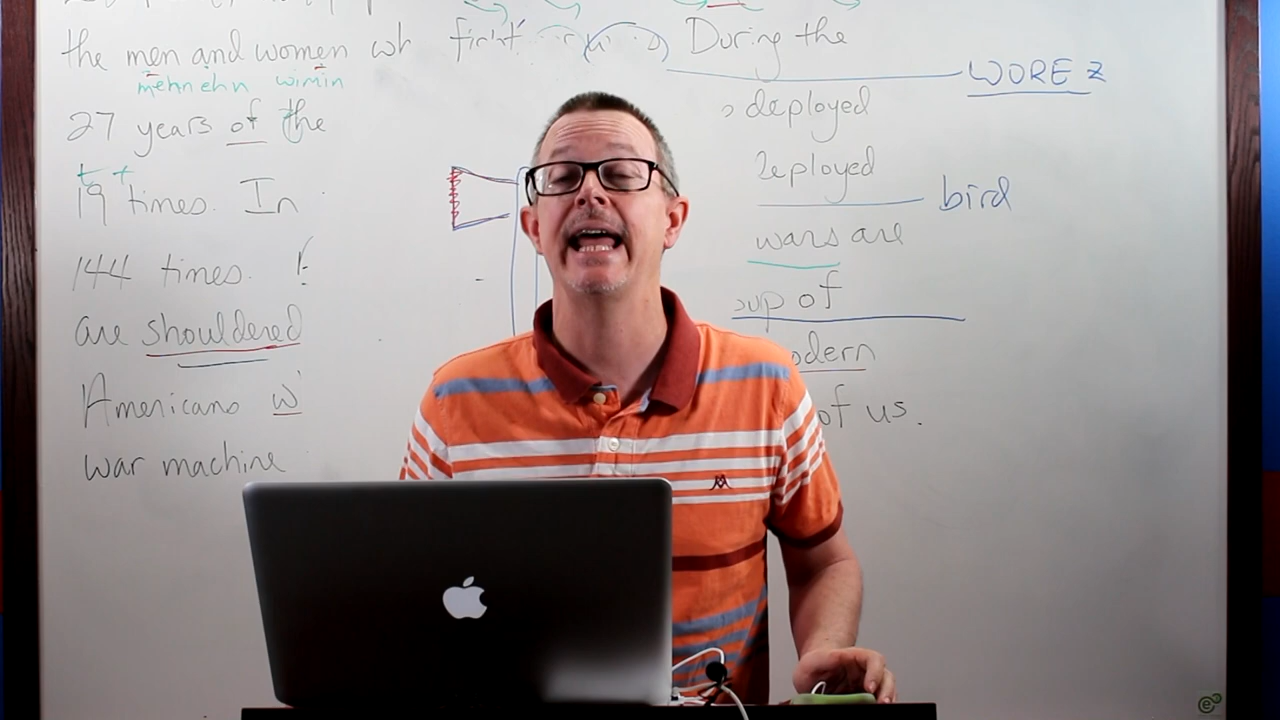 the men and women wh During the
mehnehn wimin
WORE z
27 years of the deployed
19 times. In deployed
t t
bird
144 times. wars are
are shouldered up of
Americans w odern
war machine of us.